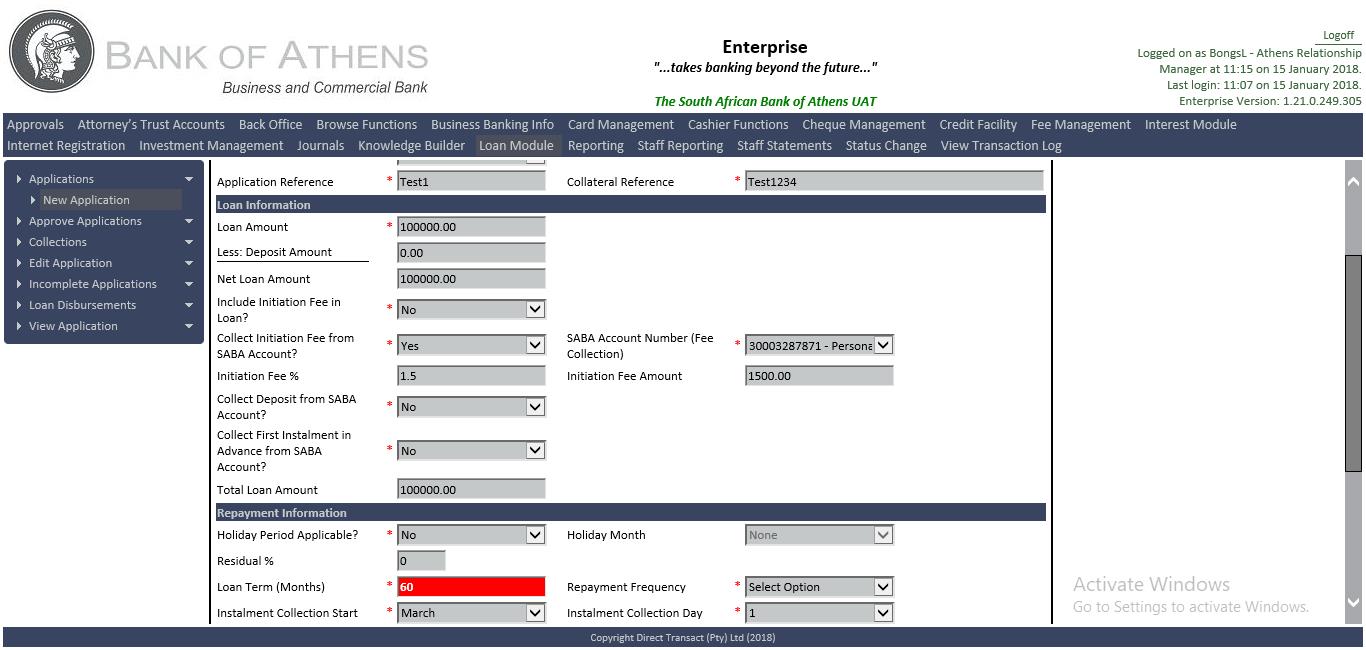 BANK OF ATHENS
Business and Commercial Bank
Enterprise
"...takes banking beyond the future..."
The South African Bank of Athens UAT
Logoff
Logged on as BongsL - Athens Relationship
Manager at 11:15 on 15 January 2018.
Last login: 11:07 on 15 January 2018.
Enterprise Version: 1.21.0.249.305
Approvals Attorney's Trust Accounts Back Office Browse Functions Business Banking Info Card Management Cashier Functions Cheque Management Credit Facility Fee Management Interest Module
Internet Registration Investment Management Journals Knowledge Builder Loan Module Reporting Staff Reporting Staff Statements Status Change View Transaction Log
Applications
New Application
Approve Applications
Collections
Edit Application
Incomplete Applications
Loan Disbursements
View Application
Application Reference * Test1 Collateral Reference * Test1234
Loan Information
Loan Amount * 100000.00
Less: Deposit Amount 0.00
Net Loan Amount 100000.00
Include Initiation Fee in
Loan? * No
Collect Initiation Fee from
SABA Account? * Yes
SABA Account Number (Fee
Collection) * 30003287871 - Persona
Initiation Fee % 1.5 Initiation Fee Amount 1500.00
Collect Deposit from SABA
Account? * No
Collect First Instalment in
Advance from SABA
Account? * No
Total Loan Amount 100000.00
Repayment Information
Holiday Period Applicable? * No Holiday Month None
Residual % 0
Loan Term (Months) * 60 Repayment Frequency * Select Option
Instalment Collection Start * March Instalment Collection Day * 1
Activate Windows
Go to Settings to activate Windows.
Copyright Direct Transact (Pty) Ltd (2018)